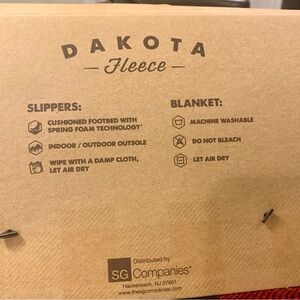 DAKOTA
Fleece
SLIPPERS:
CUSHIONED FOOTBED WITH
SPRING FOAM TECHNOLOGY
INDOOR / OUTDOOR OUTSOLE
WIPE WITH A DAMP CLOTH,
LET AIR DRY
BLANKET:
MACHINE WASHABLE
DO NOT BLEACH
LET AIR DRY
Distributed by
SG Companies
Hackensack, NJ 07601
www.thesgcompanies.com